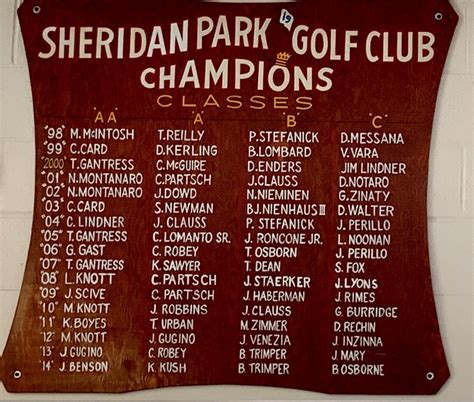 19
SHERIDAN PARK GOLF CLUB
CHAMPIONS
CLASSES
"AA" "A" "B" "C"
"98" M. McINTOSH T. REILLY P. STEFANICK D. MESSANA
"99" C. CARD D. KERLING B. LOMBARD V. VARA
"2000" T. GANTRESS C. McGUIRE D. ENDERS JIM LINDNER
"01" N. MONTANARO C. PARTSCH J. CLAUSS D. NOTARO
"02" N. MONTANARO J. DOWD N. NIEMINEN G. ZINATY
"03" C. CARD S. NEWMAN B.J. NIENHAUS III D. WALTER
"04" C. LINDNER J. CLAUSS P. STEFANICK J. PERILLO
"05" T. GANTRESS C. LOMANTO SR. J. RONCONE JR. L. NOONAN
"06" G. GAST C. ROBEY T. OSBORN J. PERILLO
"07" T. GANTRESS K. SAWYER T. DEAN S. FOX
'08' L. KNOTT C. PARTSCH J. STAERKER J. LYONS
'09' J. SCIVE C. PARTSCH J. HABERMAN J. RIMES
'10' M. KNOTT J. ROBBINS J. CLAUSS G. BURRIDGE
'11' K. BOYES T. URBAN M. ZIMMER D. RECHIN
'12' M. KNOTT J. GUGINO J. VENEZIA J. INZINNA
'13' J. GUGINO C. ROBEY B TRIMPER J. MARY
'14' J. BENSON K. KUSH B TRIMPER B OSBORNE